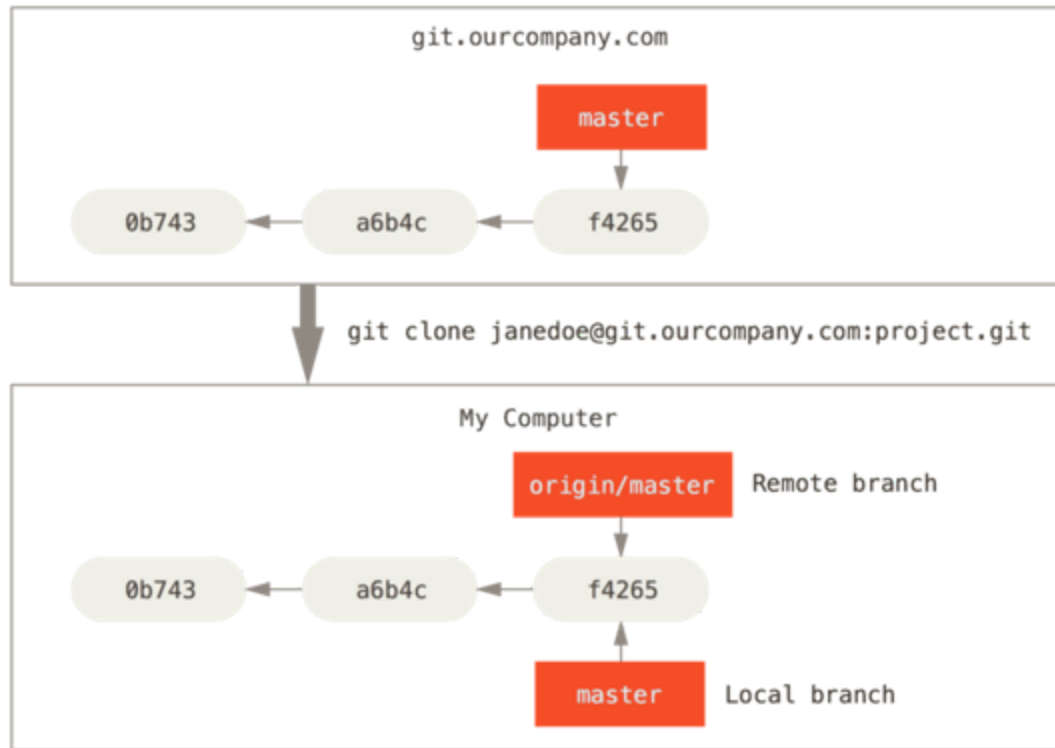 git.ourcompany.com
master
0b743 a6b4c f4265
git clone janedoe@git.ourcompany.com:project.git
My Computer
origin/master Remote branch
0b743 a6b4c f4265
master Local branch